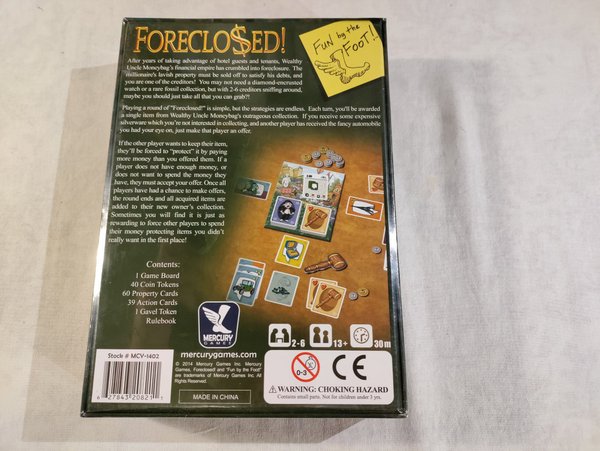 FORECLO$ED!
FUN by the
FOOT!
After years of taking advantage of hotel guests and tenants, Wealthy
Uncle Moneybag's financial empire has crumbled into foreclosure. The
millionaire's lavish property must be sold off to satisfy his debts, and
you are one of the creditors! You may not need a diamond-encrusted
watch or a rare fossil collection, but with 2-6 creditors sniffing around,
maybe you should just take all that you can grab?!
Playing a round of "Foreclosed!" is simple, but the strategies are endless. Each turn, you'll be awarded
a single item from Wealthy Uncle Moneybag's outrageous collection. If you receive some expensive
silverware which you're not interested in collecting, and another player has received the fancy automobile
you had your eye on, just make that player an offer.
If the other player wants to keep their item,
they'll be forced to "protect" it by paying
more money than you offered them. If a
player does not have enough money, or
does not want to spend the money they
have, they must accept your offer. Once all
players have had a chance to make offers,
the round ends and all acquired items are
added to their new owner's collection.
Sometimes you will find it is just as
rewarding to force other players to spend
their money protecting items you didn't
really want in the first place!
Contents:
1 Game Board
40 Coin Tokens
60 Property Cards
39 Action Cards
1 Gavel Token
Rulebook
MERCURY
GAMES
2-6
13+
30m
Stock # MCV-1402
6 27843 20821 1
mercurygames.com
© 2014 Mercury Games Inc. Mercury
Games, Foreclosed! and "Fun by the Foot"
are trademarks of Mercury Games Inc. All
Rights Reserved.
MADE IN CHINA
0-3
CE
WARNING: CHOKING HAZARD
Contains small parts. Not for children under 3 yrs.